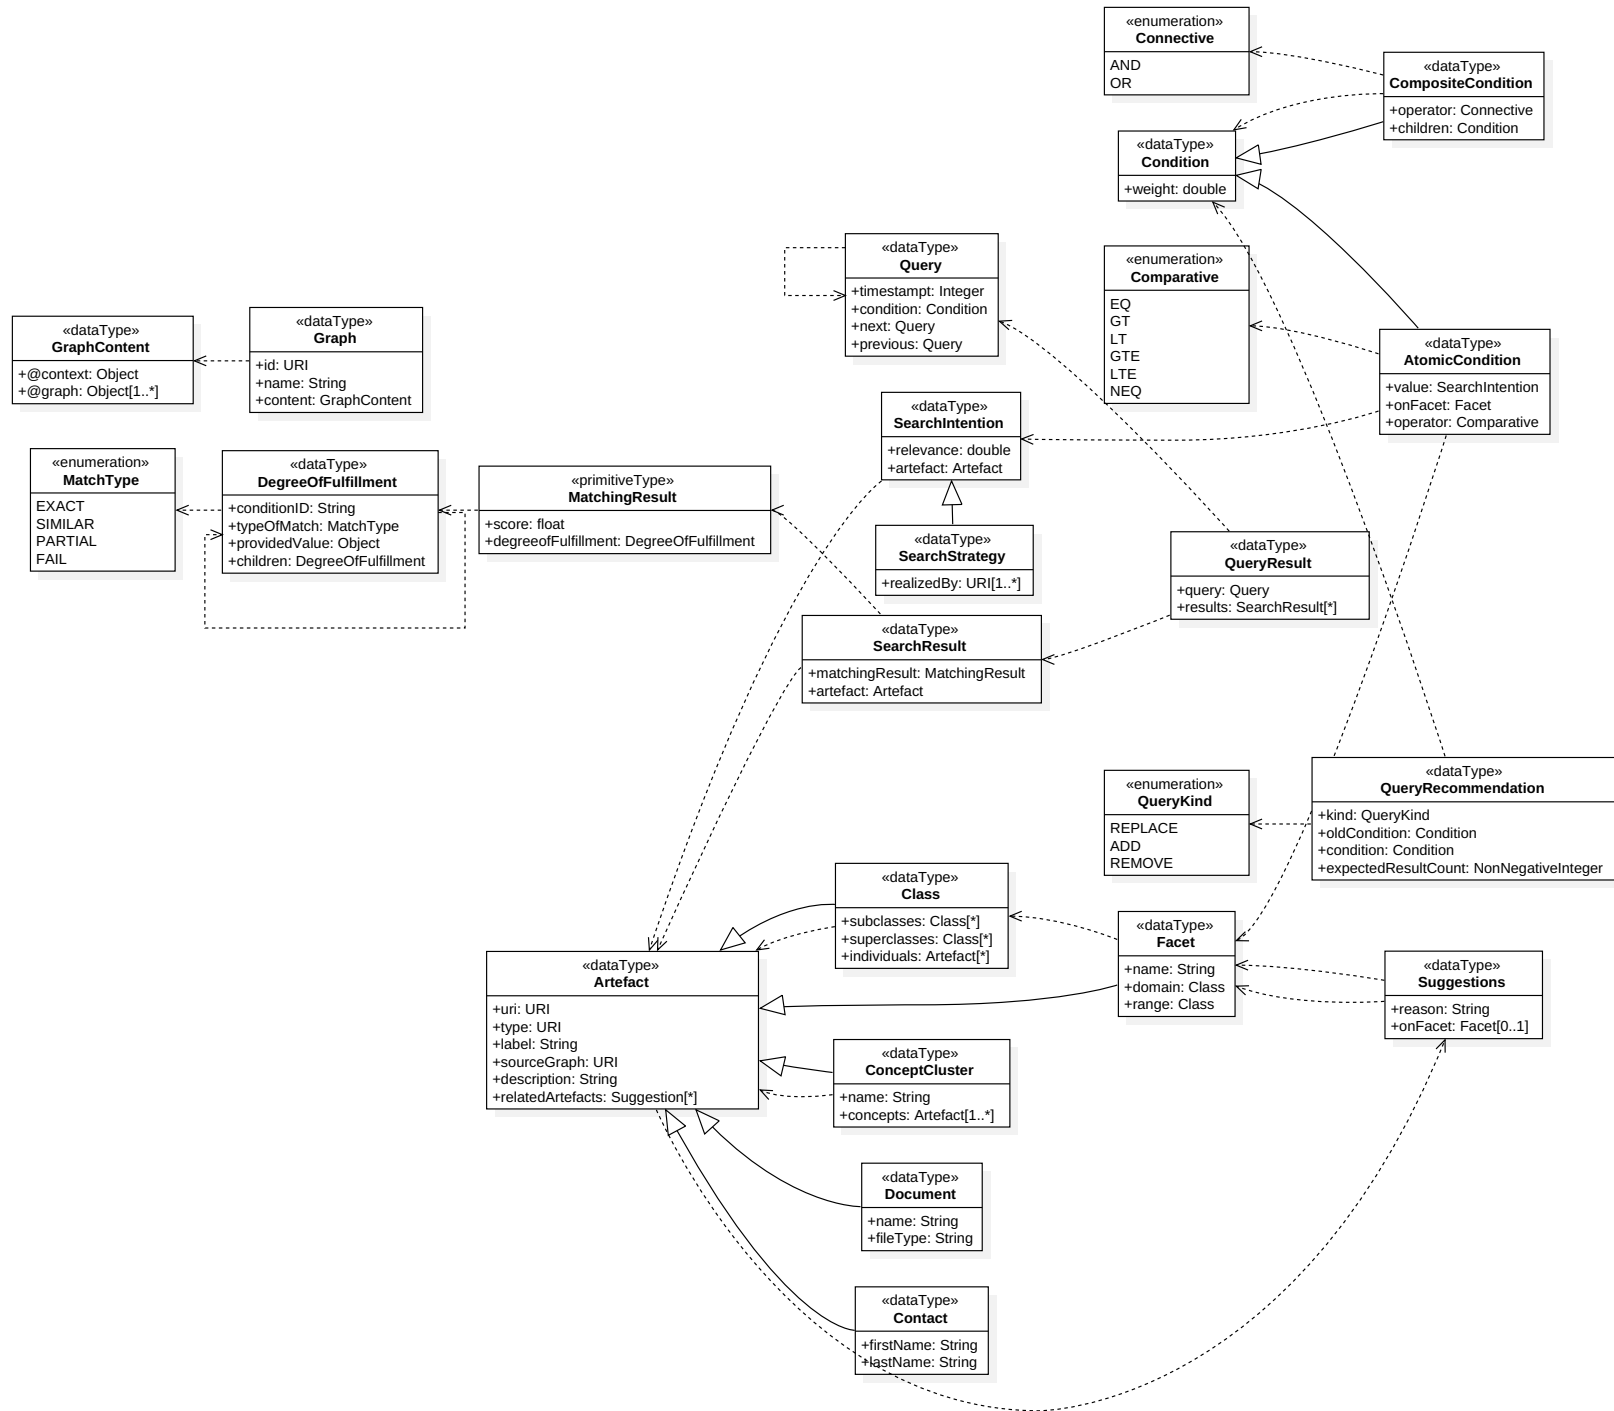 «enumeration»
Connective
AND
OR
«dataType»
CompositeCondition
+operator: Connective
+children: Condition
«dataType»
Condition
+weight: double
«dataType»
Query
+timestampt: Integer
+condition: Condition
+next: Query
+previous: Query
«enumeration»
Comparative
EQ
GT
LT
GTE
LTE
NEQ
«dataType»
GraphContent
+@context: Object
+@graph: Object[1..*]
«dataType»
Graph
+id: URI
+name: String
+content: GraphContent
«dataType»
AtomicCondition
+value: SearchIntention
+onFacet: Facet
+operator: Comparative
«dataType»
SearchIntention
+relevance: double
+artefact: Artefact
«enumeration»
MatchType
EXACT
SIMILAR
PARTIAL
FAIL
«dataType»
DegreeOfFulfillment
+conditionID: String
+typeOfMatch: MatchType
+providedValue: Object
+children: DegreeOfFulfillment
«primitiveType»
MatchingResult
+score: float
+degreeofFulfillment: DegreeOfFulfillment
«dataType»
SearchStrategy
+realizedBy: URI[1..*]
«dataType»
QueryResult
+query: Query
+results: SearchResult[*]
«dataType»
SearchResult
+matchingResult: MatchingResult
+artefact: Artefact
«enumeration»
QueryKind
REPLACE
ADD
REMOVE
«dataType»
QueryRecommendation
+kind: QueryKind
+oldCondition: Condition
+condition: Condition
+expectedResultCount: NonNegativeInteger
«dataType»
Class
+subclasses: Class[*]
+superclasses: Class[*]
+individuals: Artefact[*]
«dataType»
Facet
+name: String
+domain: Class
+range: Class
«dataType»
Artefact
+uri: URI
+type: URI
+label: String
+sourceGraph: URI
+description: String
+relatedArtefacts: Suggestion[*]
«dataType»
Suggestions
+reason: String
+onFacet: Facet[0..1]
«dataType»
ConceptCluster
+name: String
+concepts: Artefact[1..*]
«dataType»
Document
+name: String
+fileType: String
«dataType»
Contact
+firstName: String
+lastName: String